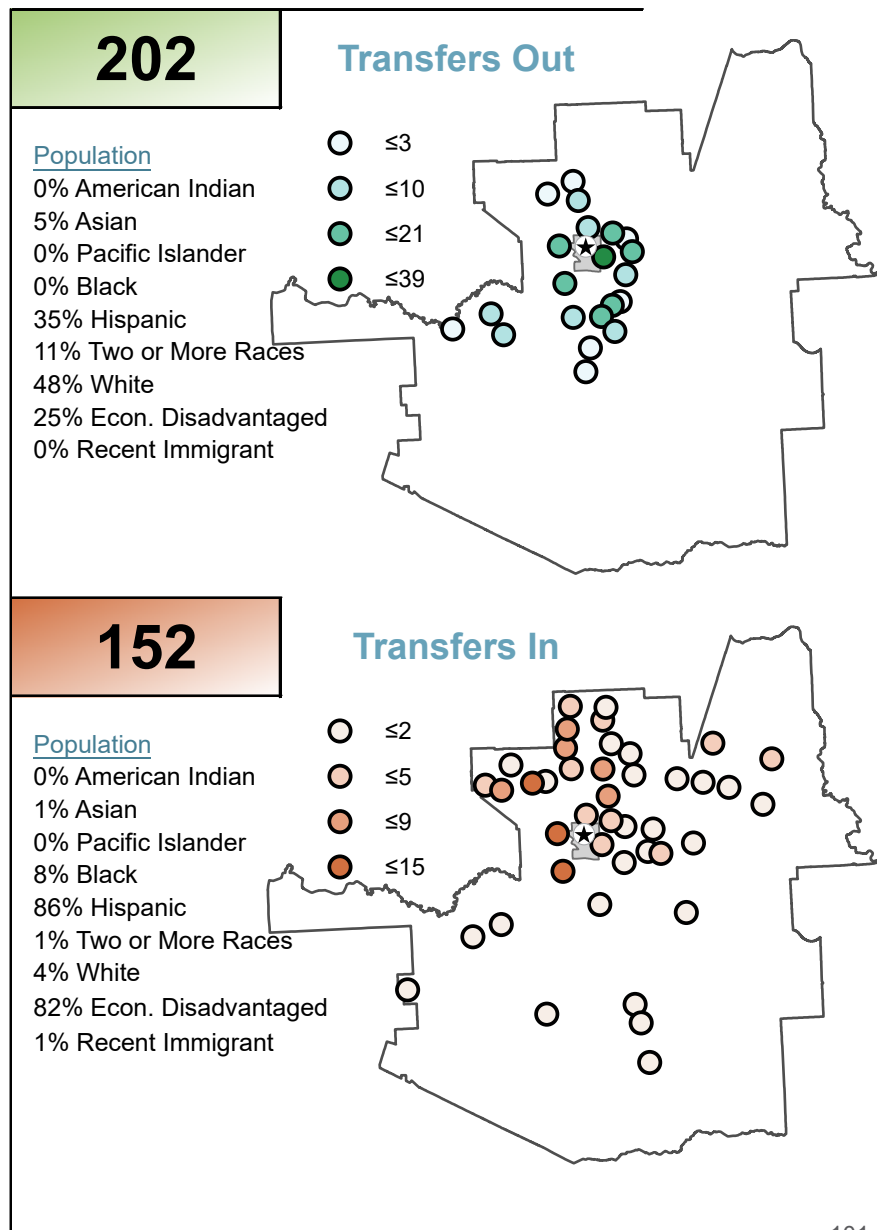 202
Transfers Out
Population
0% American Indian
5% Asian
0% Pacific Islander
0% Black
35% Hispanic
11% Two or More Races
48% White
25% Econ. Disadvantaged
0% Recent Immigrant
≤3
≤10
≤21
≤39
152
Transfers In
Population
0% American Indian
1% Asian
0% Pacific Islander
8% Black
86% Hispanic
1% Two or More Races
4% White
82% Econ. Disadvantaged
1% Recent Immigrant
≤2
≤5
≤9
≤15